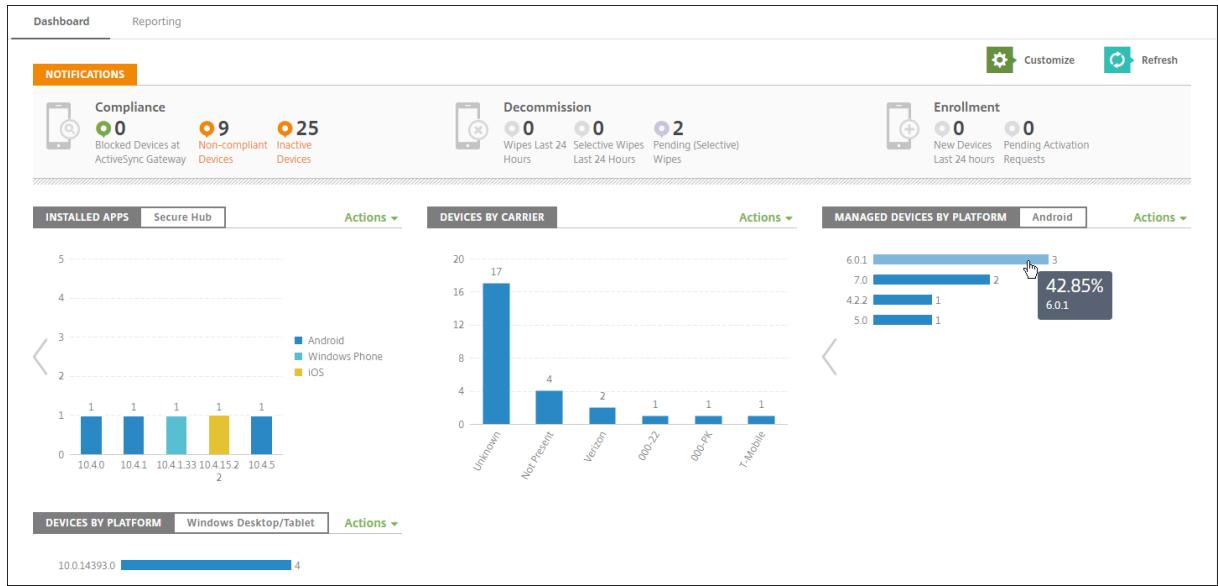 Dashboard Reporting
Customize Refresh
NOTIFICATIONS
Compliance
0 9 25
Blocked Devices at Non-compliant Inactive
ActiveSync Gateway Devices Devices
Decommission
0 0 2
Wipes Last 24 Selective Wipes Pending (Selective)
Hours Last 24 Hours Wipes
Enrollment
0 0
New Devices Pending Activation
Last 24 hours Requests
INSTALLED APPS Secure Hub Actions
5
4
3
2
1
0
1 1 1 1 1
10.4.0 10.4.1 10.4.1.33 10.4.15.2 10.4.5
2
Android
Windows Phone
iOS
DEVICES BY CARRIER Actions
20
16
12
8
4
0
17 4 2 1 1 1
Unknown Not Present Verizon 000-22 000-PK T-Mobile
MANAGED DEVICES BY PLATFORM Android Actions
6.0.1 3
7.0 2
4.2.2 1
5.0 1
42.85%
6.0.1
DEVICES BY PLATFORM Windows Desktop/Tablet Actions
10.0.14393.0 4